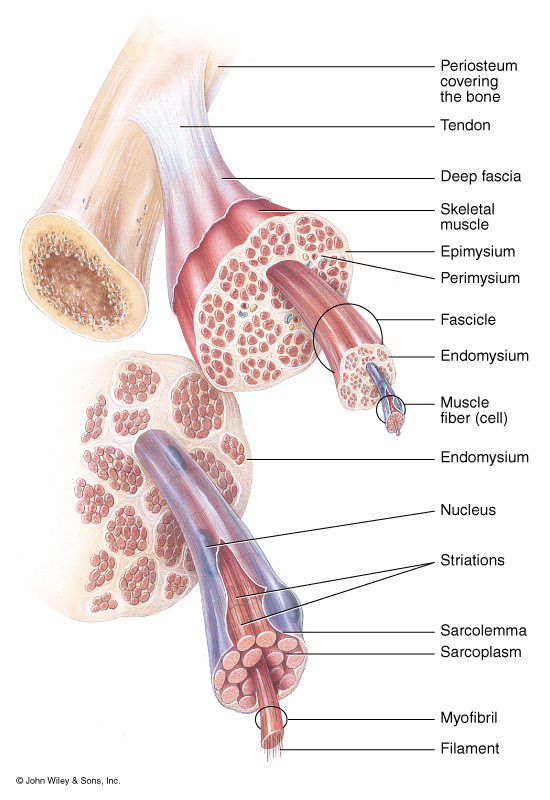 Periosteum
covering
the bone
Tendon
Deep fascia
Skeletal
muscle
Epimysium
Perimysium
Fascicle
Endomysium
Muscle
fiber (cell)
Endomysium
Nucleus
Striations
Sarcolemma
Sarcoplasm
Myofibril
Filament
© John Wiley & Sons, Inc.